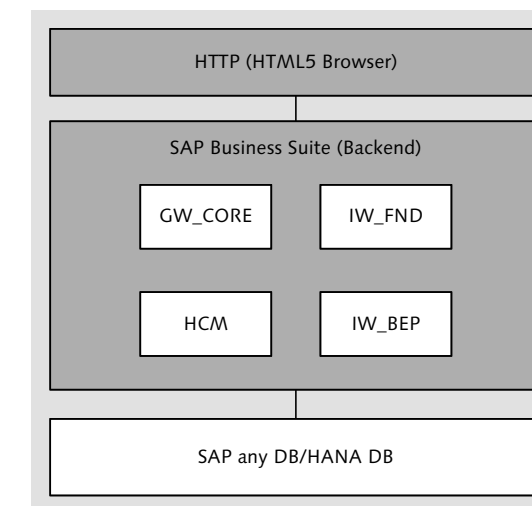 HTTP (HTML5 Browser)
SAP Business Suite (Backend)
GW_CORE
IW_FND
HCM
IW_BEP
SAP any DB/HANA DB